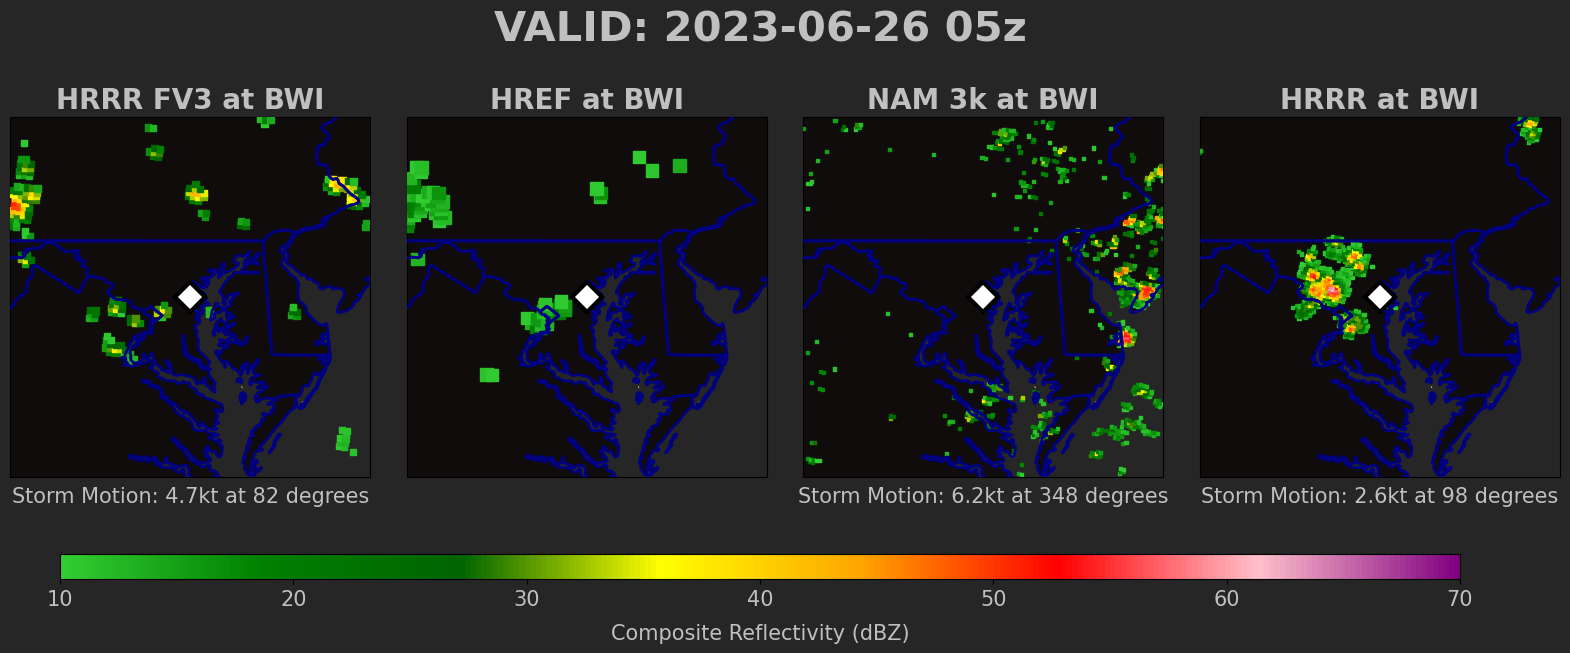 VALID: 2023-06-26 05z
HRRR FV3 at BWI
HREF at BWI
NAM 3k at BWI
HRRR at BWI
Storm Motion: 4.7kt at 82 degrees
Storm Motion: 6.2kt at 348 degrees
Storm Motion: 2.6kt at 98 degrees
10 20 30 40 50 60 70
Composite Reflectivity (dBZ)